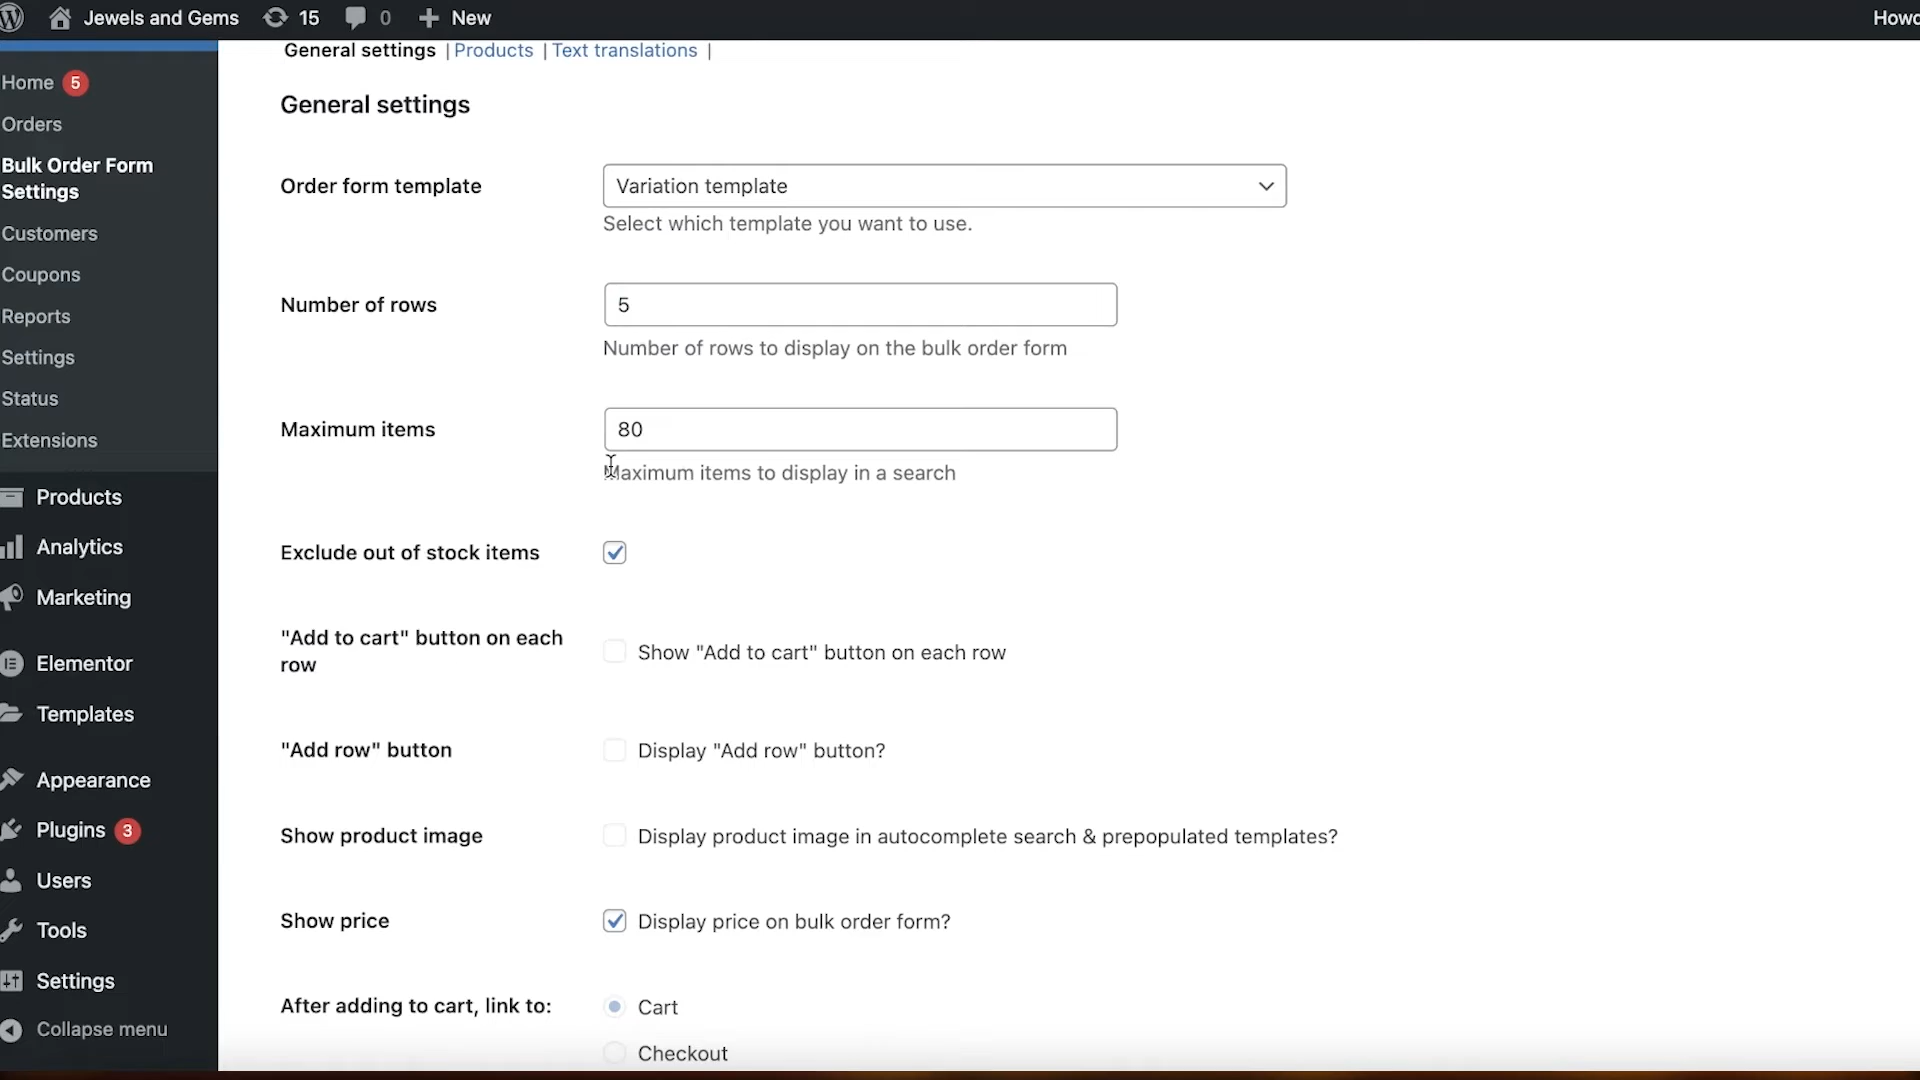 Jewels and Gems 15 0 New
General settings | Products | Text translations |
Home 5
Orders
Bulk Order Form
Settings
Customers
Coupons
Reports
Settings
Status
Extensions
Products
Analytics
Marketing
Elementor
Templates
Appearance
Plugins 3
Users
Tools
Settings
Collapse menu
General settings
Order form template
Variation template
Select which template you want to use.
Number of rows
5
Number of rows to display on the bulk order form
Maximum items
80
Maximum items to display in a search
Exclude out of stock items
"Add to cart" button on each
row
Show "Add to cart" button on each row
"Add row" button
Display "Add row" button?
Show product image
Display product image in autocomplete search & prepopulated templates?
Show price
Display price on bulk order form?
After adding to cart, link to:
Cart
Checkout